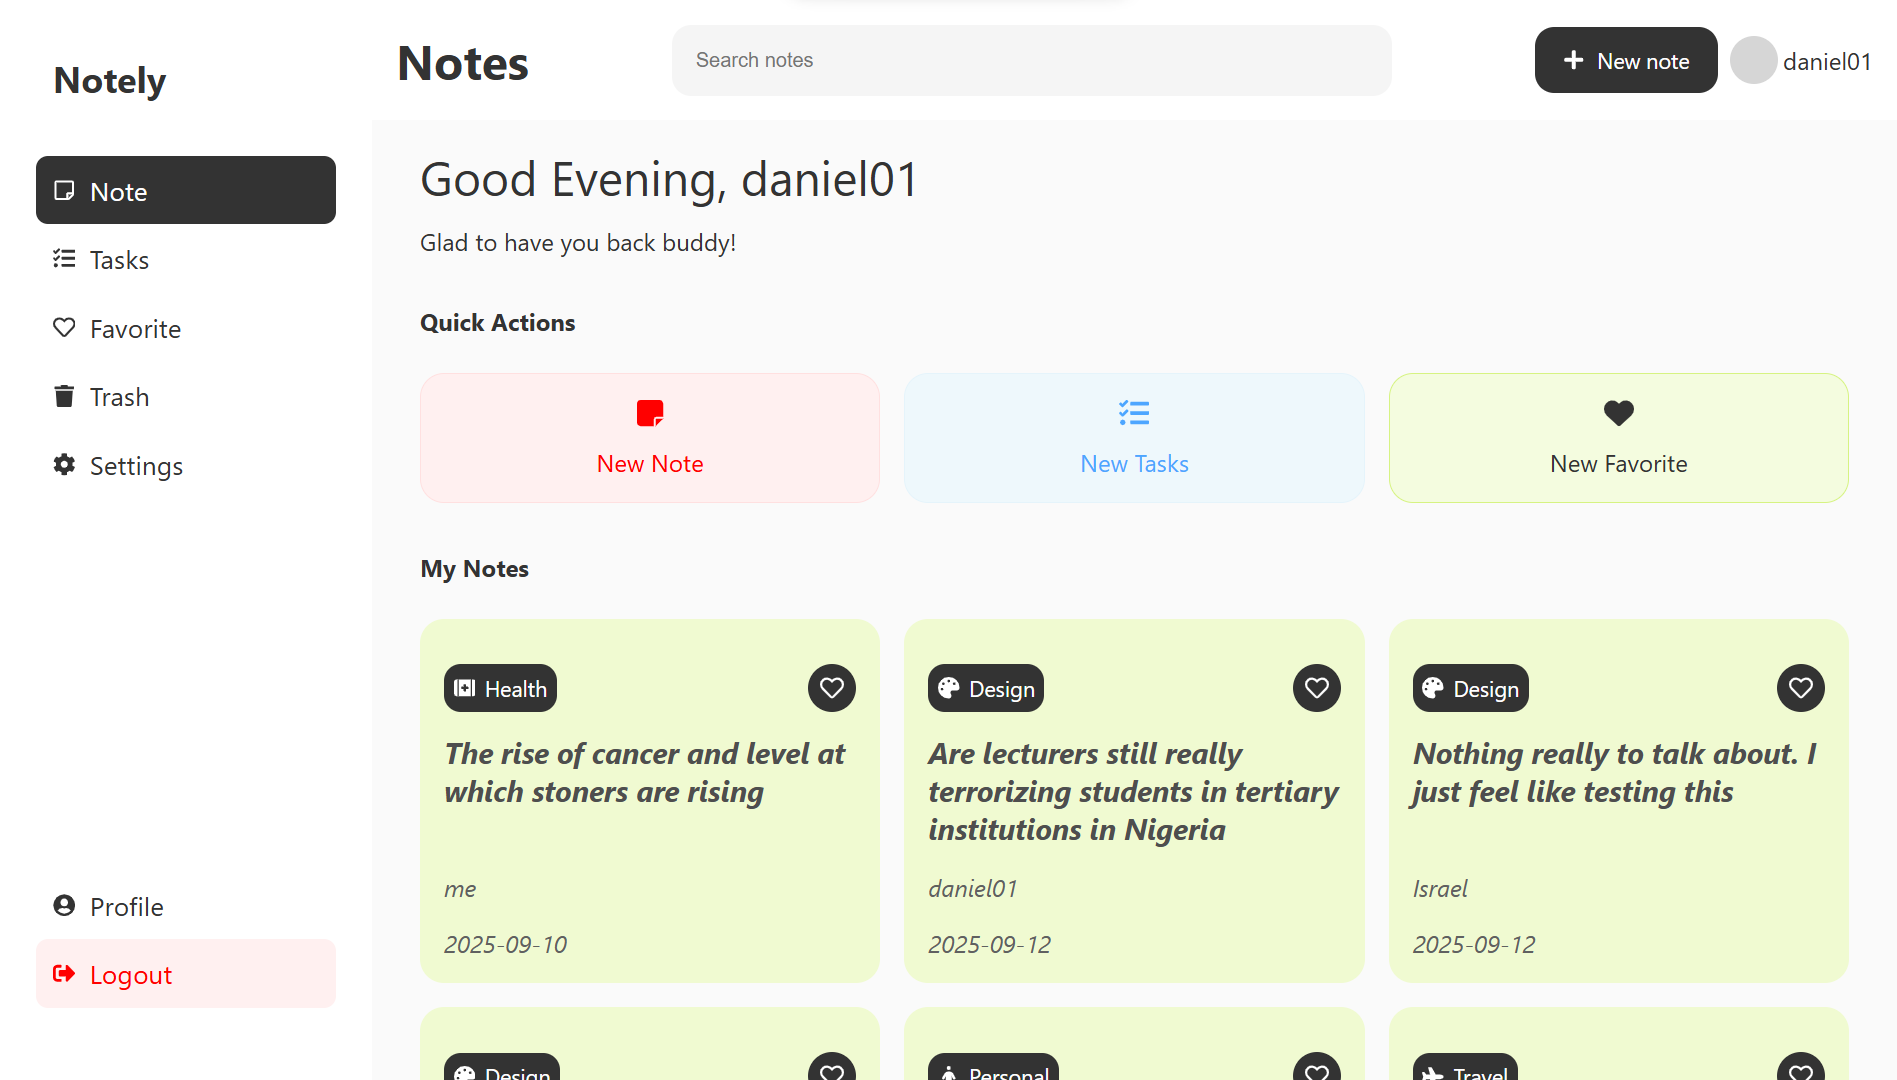 Notely
Note
Tasks
Favorite
Trash
Settings
Profile
Logout
Notes
Search notes
New note
daniel01
Good Evening, daniel01
Glad to have you back buddy!
Quick Actions
New Note
New Tasks
New Favorite
My Notes
Health
The rise of cancer and level at
which stoners are rising
me
2025-09-10
Design
Are lecturers still really
terrorizing students in tertiary
institutions in Nigeria
daniel01
2025-09-12
Design
Nothing really to talk about. I
just feel like testing this
Israel
2025-09-12
Design
Personal
Travel